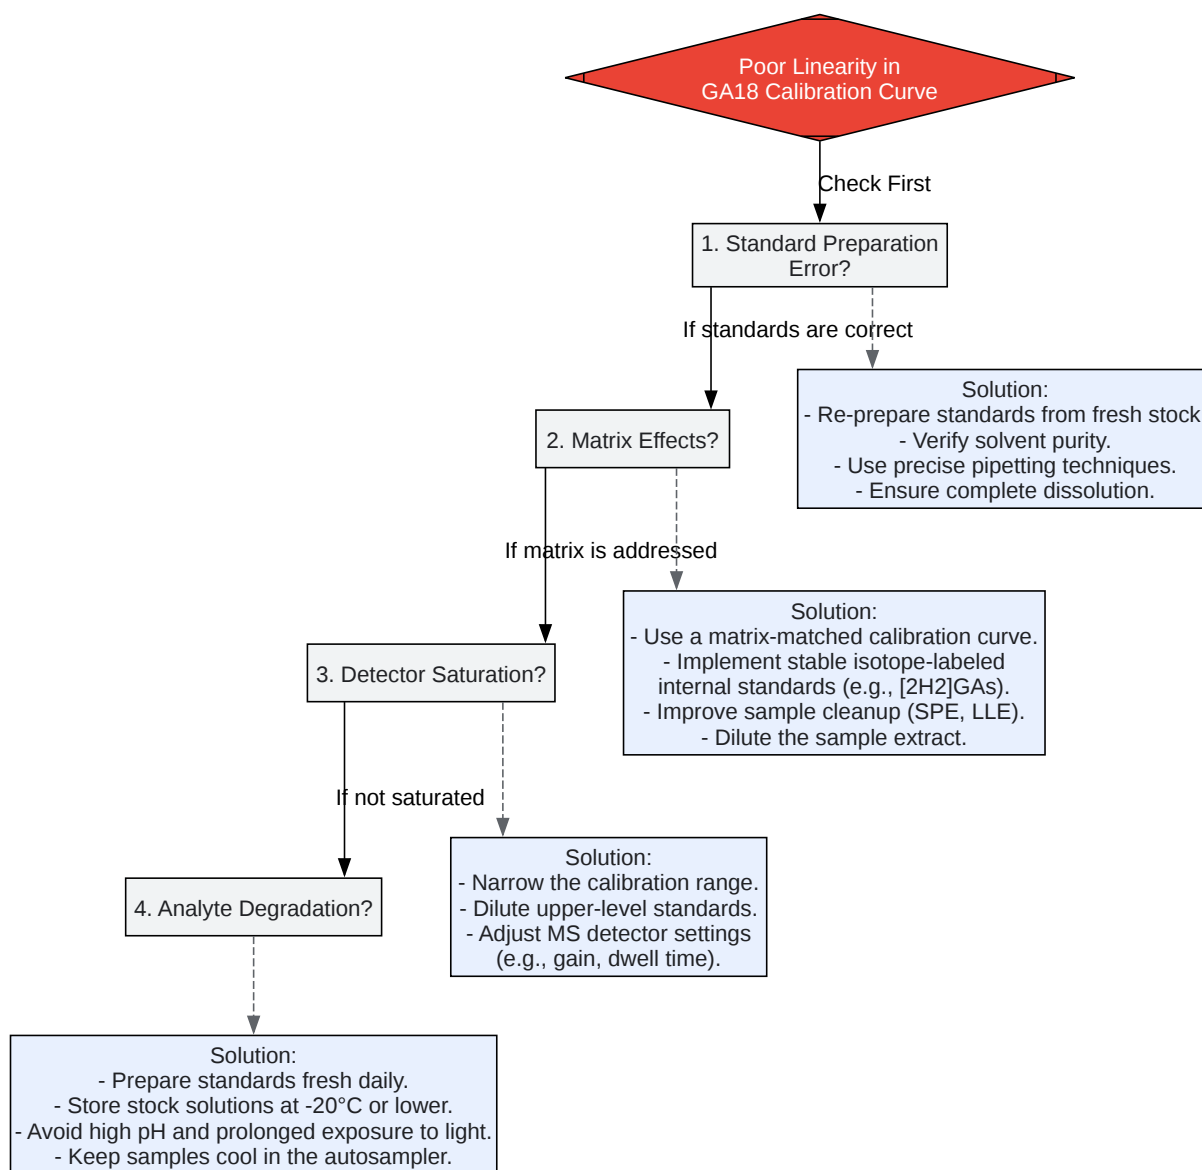 Poor Linearity in
GA18 Calibration Curve
Check First
1. Standard Preparation
Error?
If standards are correct
Solution:
- Re-prepare standards from fresh stock
- Verify solvent purity.
- Use precise pipetting techniques.
- Ensure complete dissolution.
2. Matrix Effects?
If matrix is addressed
Solution:
- Use a matrix-matched calibration curve.
- Implement stable isotope-labeled
internal standards (e.g., [2H2]GAs).
- Improve sample cleanup (SPE, LLE).
- Dilute the sample extract.
3. Detector Saturation?
If not saturated
Solution:
- Narrow the calibration range.
- Dilute upper-level standards.
- Adjust MS detector settings
(e.g., gain, dwell time).
4. Analyte Degradation?
Solution:
- Prepare standards fresh daily.
- Store stock solutions at -20°C or lower.
- Avoid high pH and prolonged exposure to light.
- Keep samples cool in the autosampler.